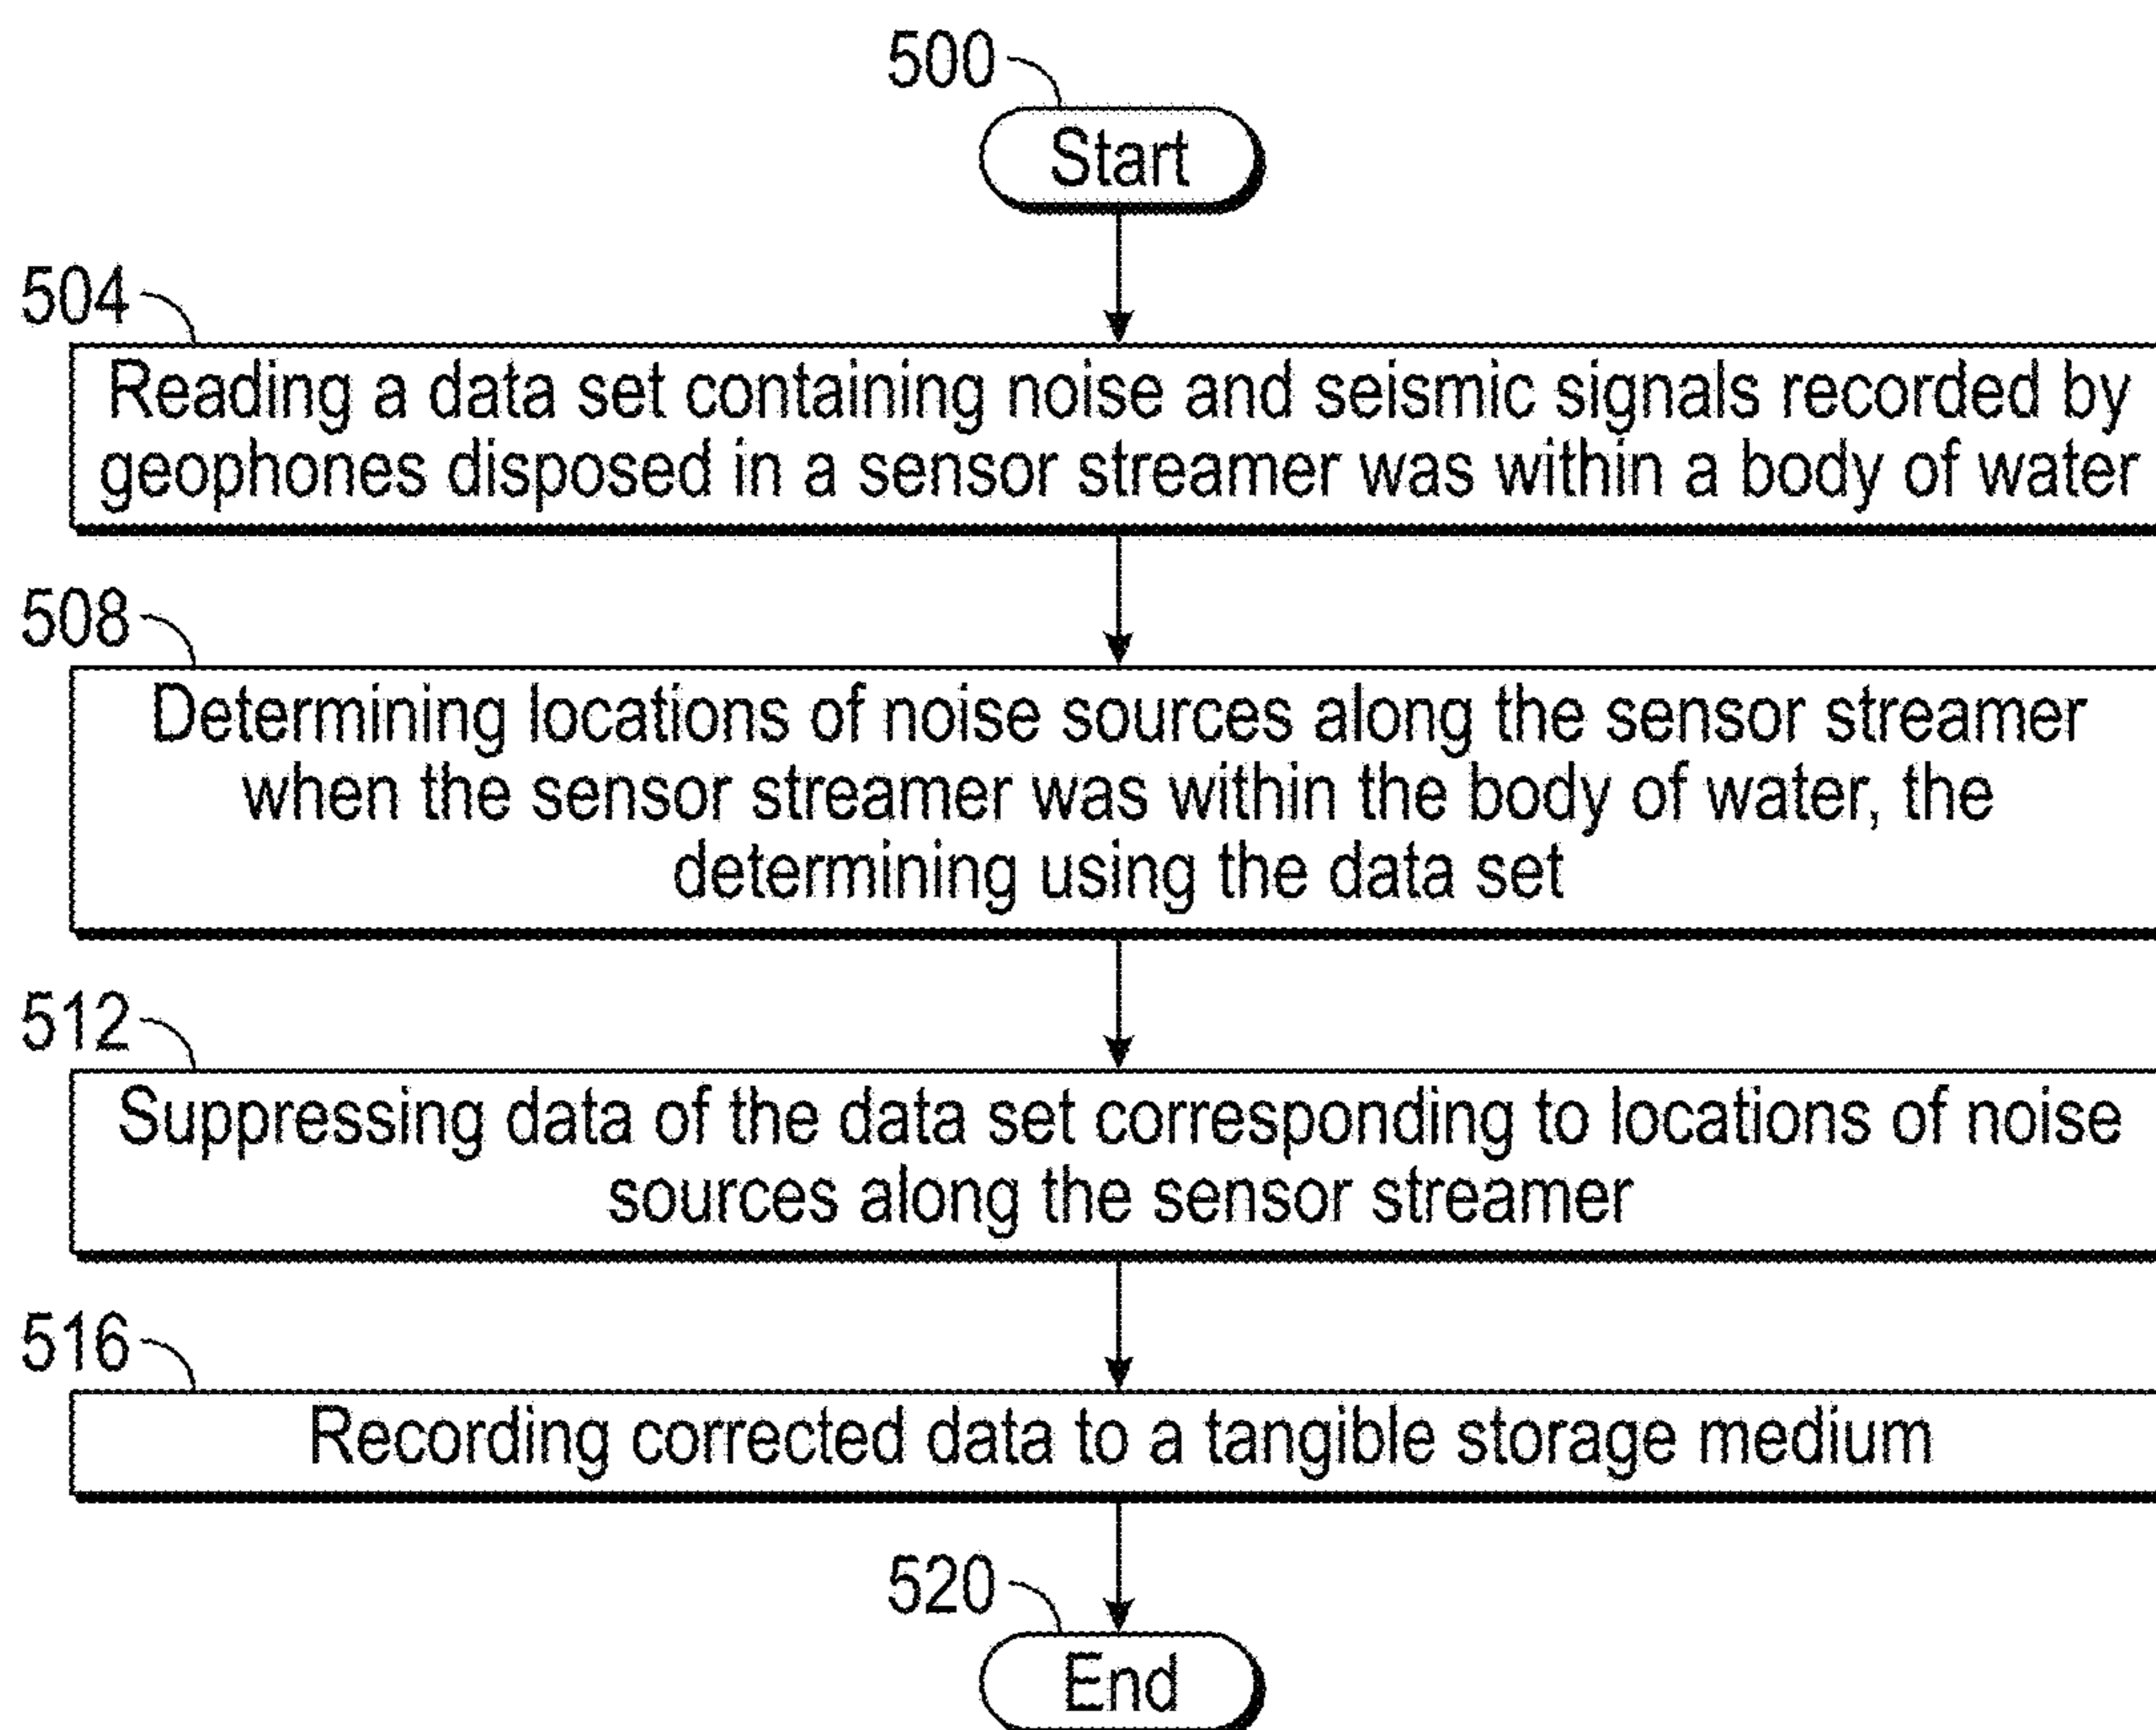 500
Start
504
Reading a data set containing noise and seismic signals recorded by
geophones disposed in a sensor streamer was within a body of water
508
Determining locations of noise sources along the sensor streamer
when the sensor streamer was within the body of water, the
determining using the data set
512
Suppressing data of the data set corresponding to locations of noise
sources along the sensor streamer
516
Recording corrected data to a tangible storage medium
520
End